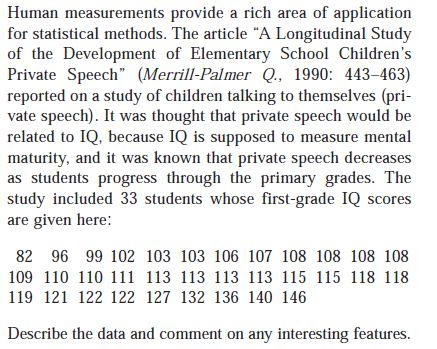 Human measurements provide a rich area of application
for statistical methods. The article “A Longitudinal Study
of the Development of Elementary School Children’s
Private Speech” (Merrill-Palmer Q., 1990: 443–463)
reported on a study of children talking to themselves (pri-
vate speech). It was thought that private speech would be
related to IQ, because IQ is supposed to measure mental
maturity, and it was known that private speech decreases
as students progress through the primary grades. The
study included 33 students whose first-grade IQ scores
are given here:
82 96 99 102 103 103 106 107 108 108 108 108
109 110 110 111 113 113 113 113 115 115 118 118
119 121 122 122 127 132 136 140 146
Describe the data and comment on any interesting features.